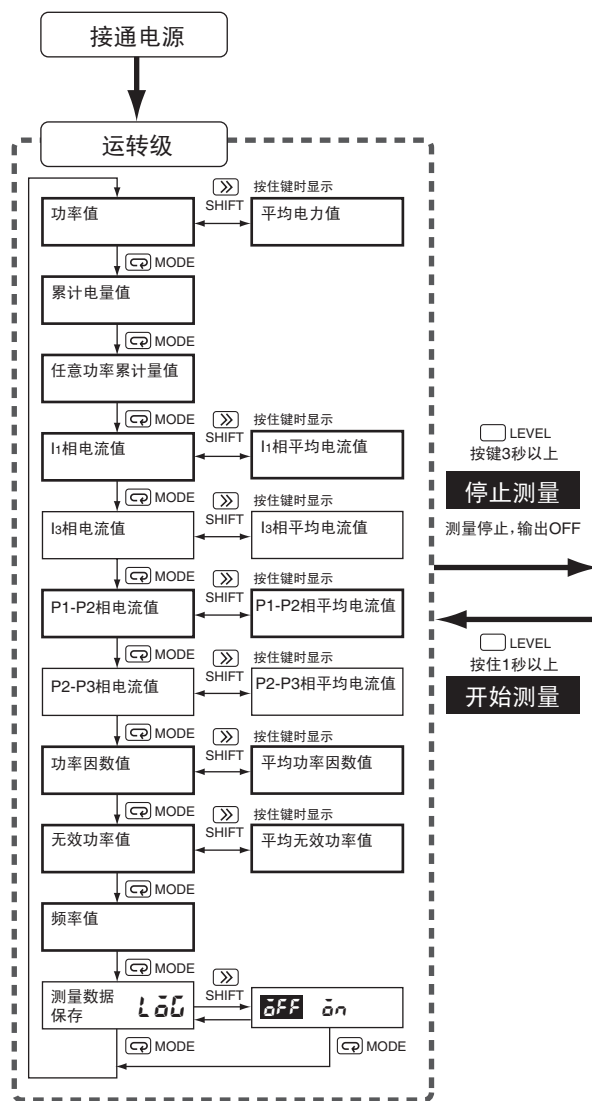 接通电源
运转级
按住键时显示
SHIFT
功率值
平均电力值
MODE
累计电量值
MODE
任意功率累计量值
MODE
按住键时显示
SHIFT
I1相电流值
I1相平均电流值
MODE
按住键时显示
SHIFT
I3相电流值
I3相平均电流值
MODE
按住键时显示
SHIFT
P1-P2相电流值
P1-P2相平均电流值
MODE
按住键时显示
SHIFT
P2-P3相电流值
P2-P3相平均电流值
MODE
按住键时显示
SHIFT
功率因数值
平均功率因数值
MODE
按住键时显示
SHIFT
无效功率值
平均无效功率值
MODE
频率值
MODE
SHIFT
测量数据
保存
LoG
oFF on
MODE
MODE
LEVEL
按键3秒以上
停止测量
测量停止，输出OFF
LEVEL
按住1秒以上
开始测量